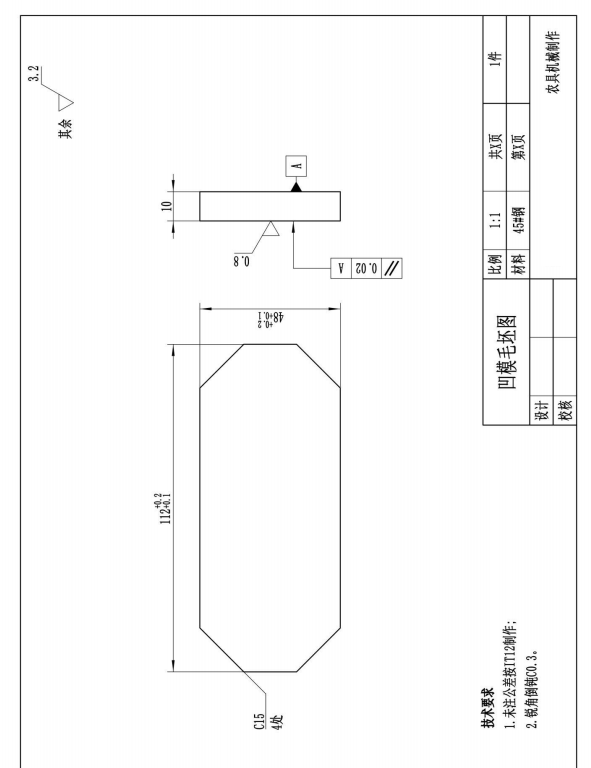 其余 3.2
C15
4处
112+0.2+0.1
48+0.2+0.1
10
0.8
// 0.02 A
A
技术要求
1. 未注公差按IT12制作;
2. 锐角倒钝C0.3。
凹模毛坯图
比例 1:1 共X页 1件
材料 45#钢 第X页
设计
校核
农具机械制作